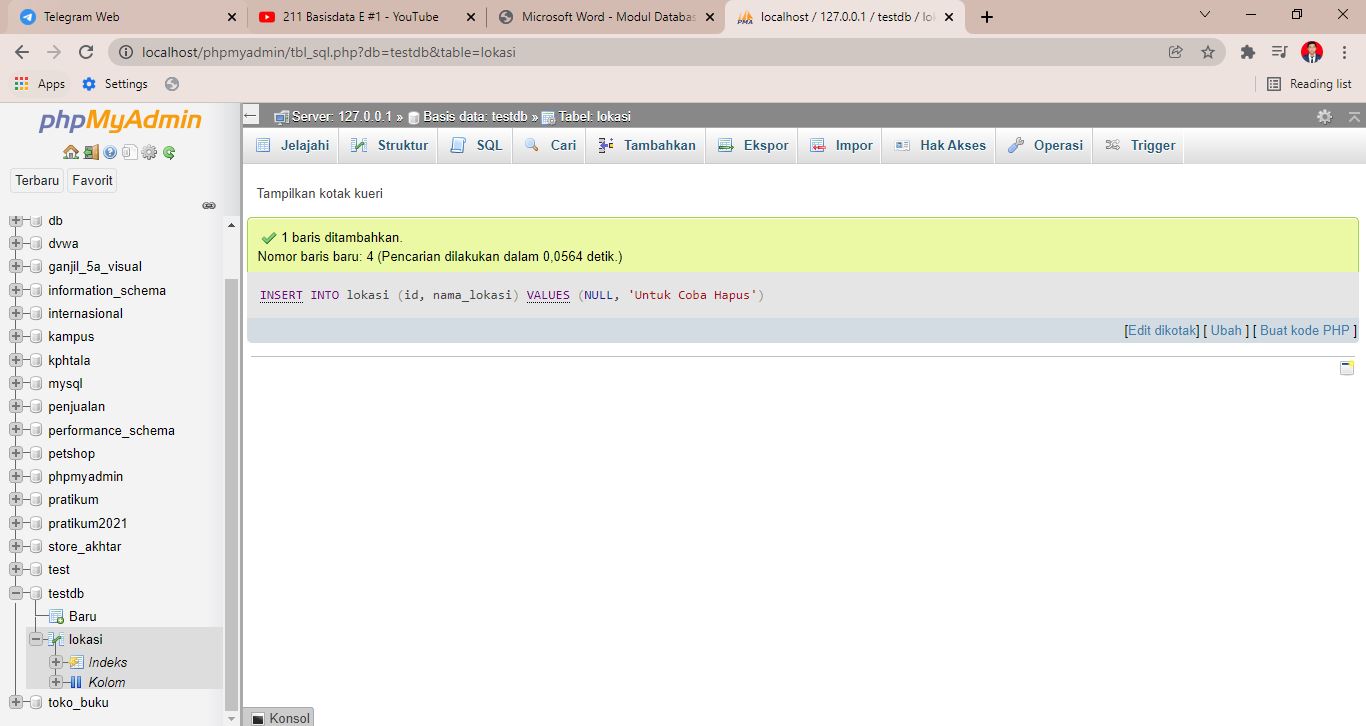 Telegram Web
211 Basisdata E #1 - YouTube
Microsoft Word - Modul Databas
localhost / 127.0.0.1 / testdb / lok
localhost/phpmyadmin/tbl_sql.php?db=testdb&table=lokasi
Apps
Settings
Reading list
phpMyAdmin
Terbaru
Favorit
db
dvwa
ganjil_5a_visual
information_schema
internasional
kampus
kphtala
mysql
penjualan
performance_schema
petshop
phpmyadmin
pratikum
pratikum2021
store_akhtar
test
testdb
Baru
lokasi
Indeks
Kolom
toko_buku
Server: 127.0.0.1 » Basis data: testdb » Tabel: lokasi
Jelajahi Struktur SQL Cari Tambahkan Ekspor Impor Hak Akses Operasi Trigger
Tampilkan kotak kueri
1 baris ditambahkan.
Nomor baris baru: 4 (Pencarian dilakukan dalam 0,0564 detik.)
INSERT INTO lokasi (id, nama_lokasi) VALUES (NULL, 'Untuk Coba Hapus')
[Edit dikotak] [ Ubah ] [ Buat kode PHP ]
Konsol